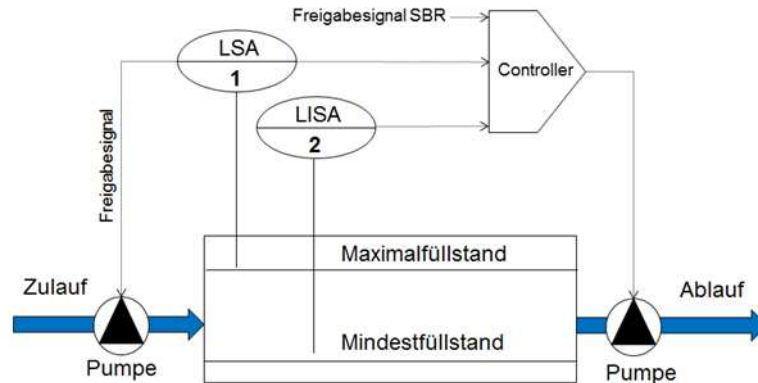 Freigabesignal SBR
LSA
1
Controller
LISA
2
Freigabesignal
Maximalfüllstand
Zulauf
Ablauf
Mindestfüllstand
Pumpe
Pumpe